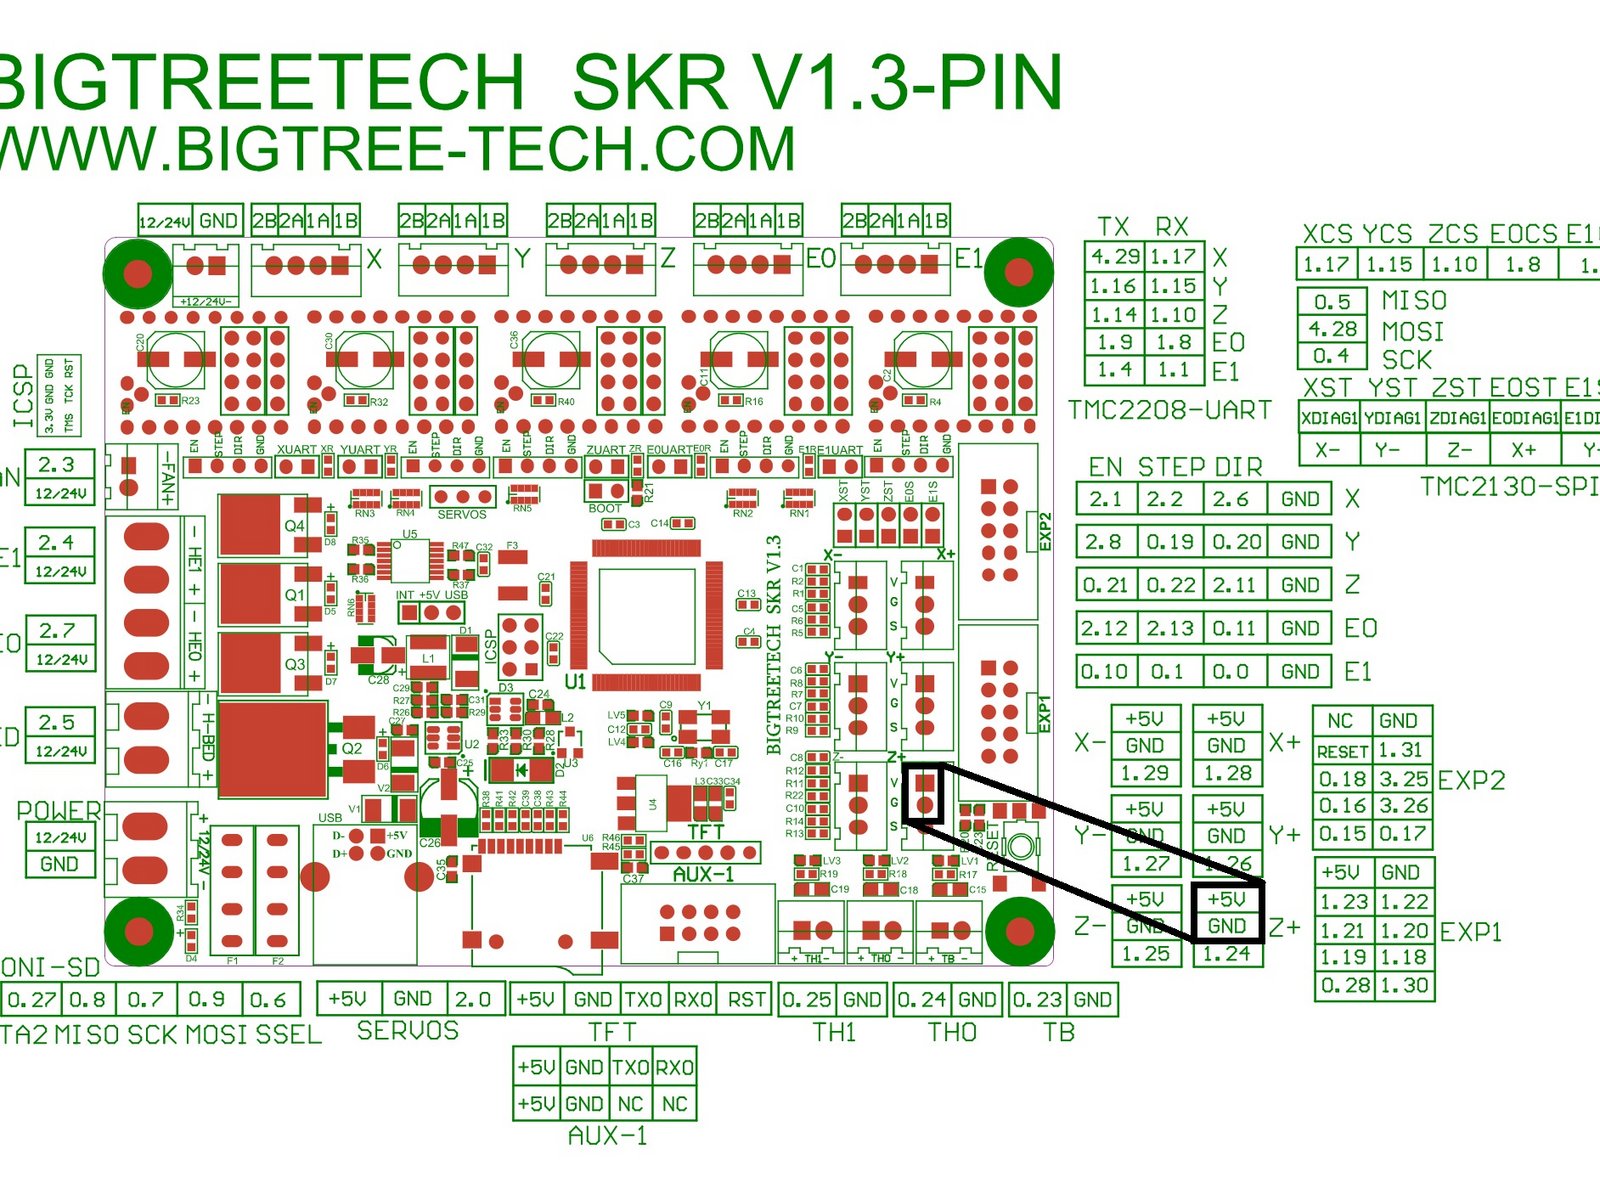 BIGTREETECH SKR V1.3-PIN
WWW.BIGTREE-TECH.COM
12/24V GND 2B 2A 1A 1B 2B 2A 1A 1B 2B 2A 1A 1B 2B 2A 1A 1B 2B 2A 1A 1B
X Y Z E0 E1
+12/24V-
C20 C30 C36 C11 C2
R23 R32 R40 R16 R4
EN EN EN EN EN
TX RX
4.29 1.17 X
1.16 1.15 Y
1.14 1.10 Z
1.9 1.8 E0
1.4 1.1 E1
TMC2208-UART
XCS YCS ZCS E0CS
1.17 1.15 1.10 1.8
0.5 MISO
4.28 MOSI
0.4 SCK
XST YST ZST E0ST E1S
XDIAG1 YDIAG1 ZDIAG1 E0DIAG1
X- Y- Z- X+
TMC2130-SPI
ICSP
3.3V GND GND
TMS TCK RST
EN STEP DIR GND EN STEP DIR GND EN STEP DIR GND EN STEP DIR GND
XUART XR YUART YR ZUART ZR E0UART E0R E1R E1UART
2.3
12/24V
-FAN+
RN3 RN4 SERVOS RN5 BOOT R21 RN2 RN1
XST YST ZST E0S E1S
EN STEP DIR
2.1 2.2 2.6 GND X
2.8 0.19 0.20 GND Y
0.21 0.22 2.11 GND Z
2.12 2.13 0.11 GND E0
0.10 0.1 0.0 GND E1
E1
2.4
12/24V
- HE1 +
- HE0 +
2.7
12/24V
2.5
12/24V
- H-BED +
POWER
12/24V
GND
+ 12/24V -
Q4 D8 Q1 D5 Q3 D7 Q2 D6
R35 R36 U5 R47 R37 C32 F3 C21 C3 C14
RN6 INT +5V USB
ICSP C22 C13 C4
C28 L1 D1 U1
BIGTREETECH SKR V1.3
X- X+
C1 R2 R1 C5 R6 R5
V G S
Y- Y+
C6 R8 R7 C7 R10 R9
V G S
Z- Z+
C8 R12 R11 R22 C10 R14 R13
V G S
EXP2
EXP1
C29 R27 R26 C31 R29 D3 C24 L2
C27 U2 C25 R33 R30 R28 U3 D2
LV5 C12 LV4 C9 Y1 C16 Ry1 C17
V2 V1 C26
USB
D- +5V
D+ GND
R38 R41 R42 C39 C38 R43 R44
U6 U4 L3 C33 C34
TFT
R46 R45 C37 C35
AUX-1
RESET
LV3 R19 C19
LV2 R18 C18
LV1 R17 C15
+ TH1 - + TH0 - + TB -
R34 D4 F1 F2
+5V +5V
X- GND GND X+
1.29 1.28
+5V +5V
Y- GND GND Y+
1.27 1.26
+5V +5V
Z- GND GND Z+
1.25 1.24
NC GND
RESET 1.31
0.18 3.25 EXP2
0.16 3.26
0.15 0.17
+5V GND
1.23 1.22
1.21 1.20 EXP1
1.19 1.18
0.28 1.30
ONI-SD
0.27 0.8 0.7 0.9 0.6
TA2 MISO SCK MOSI SSEL
+5V GND 2.0
SERVOS
+5V GND TX0 RX0 RST
TFT
0.25 GND
TH1
0.24 GND
TH0
0.23 GND
TB
+5V GND TX0 RX0
+5V GND NC NC
AUX-1